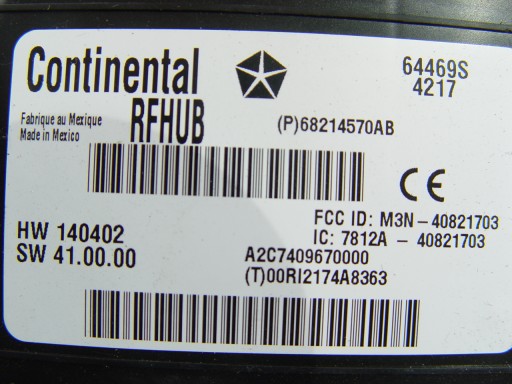 Continental
64469S
4217
Fabrique au Mexique
Made in Mexico
RFHUB
(P)68214570AB
CE
FCC ID: M3N-40821703
IC: 7812A - 40821703
HW 140402
SW 41.00.00
A2C7409670000
(T)00RI2174A8363